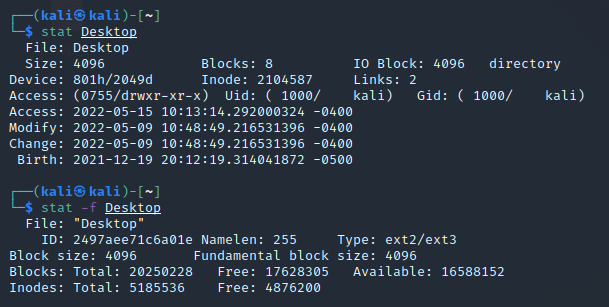 ┌──(kali㉿kali)-[~]
└─$ stat Desktop
  File: Desktop
  Size: 4096            Blocks: 8          IO Block: 4096   directory
Device: 801h/2049d      Inode: 2104587     Links: 2
Access: (0755/drwxr-xr-x)  Uid: ( 1000/    kali)   Gid: ( 1000/    kali)
Access: 2022-05-15 10:13:14.292000324 -0400
Modify: 2022-05-09 10:48:49.216531396 -0400
Change: 2022-05-09 10:48:49.216531396 -0400
 Birth: 2021-12-19 20:12:19.314041872 -0500
┌──(kali㉿kali)-[~]
└─$ stat -f Desktop
  File: "Desktop"
    ID: 2497aee71c6a01e Namelen: 255     Type: ext2/ext3
Block size: 4096       Fundamental block size: 4096
Blocks: Total: 20250228   Free: 17628305   Available: 16588152
Inodes: Total: 5185536    Free: 4876200